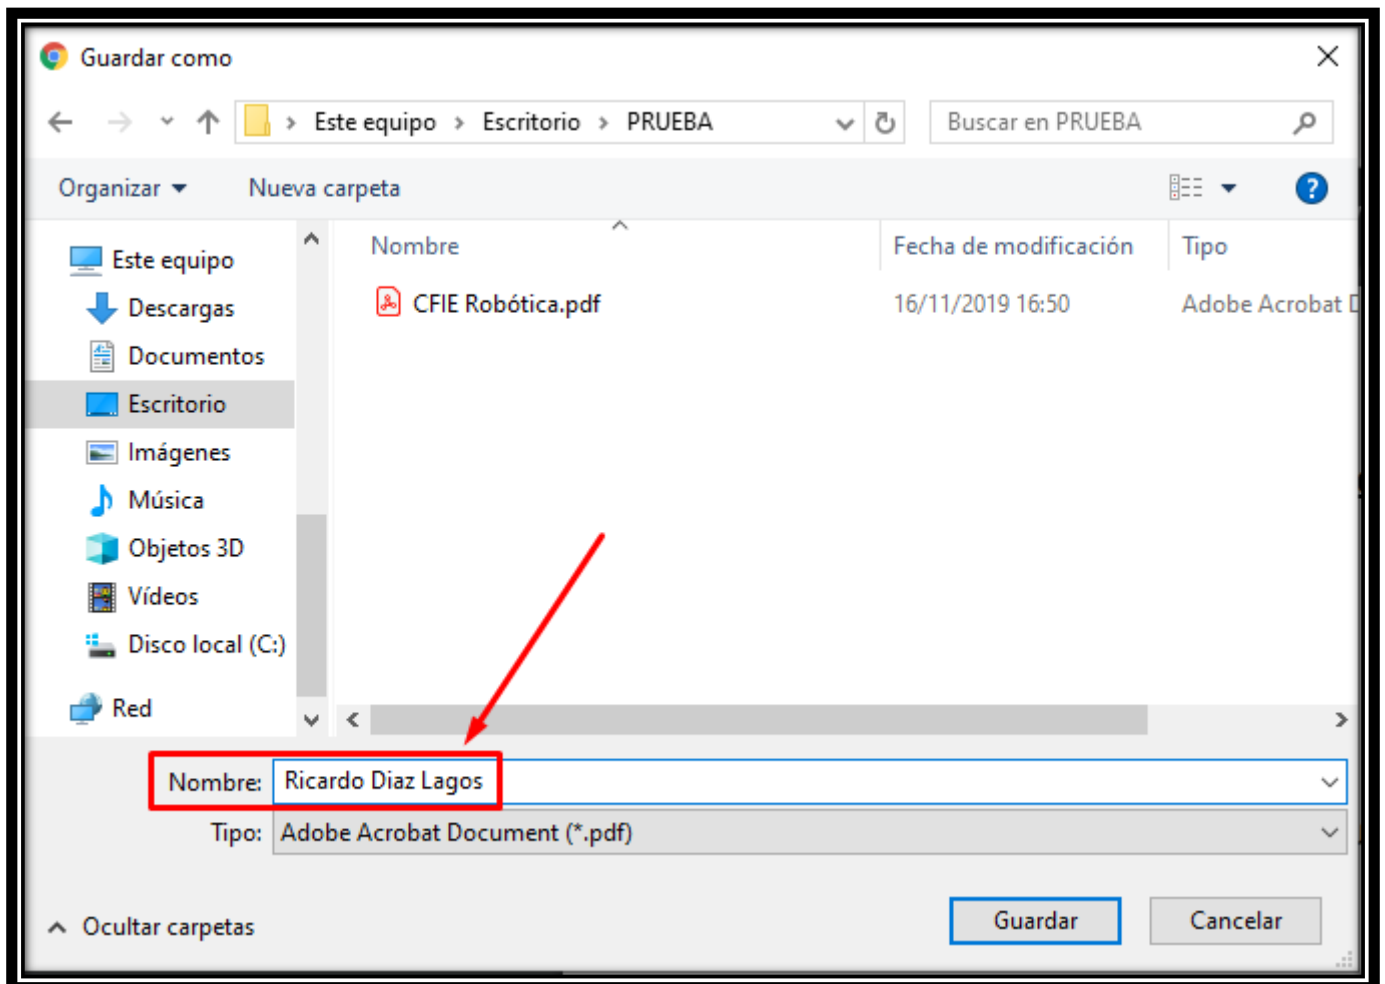 Guardar como
Este equipo > Escritorio > PRUEBA
Buscar en PRUEBA
Organizar
Nueva carpeta
Este equipo
Descargas
Documentos
Escritorio
Imágenes
Música
Objetos 3D
Vídeos
Disco local (C:)
Red
Nombre Fecha de modificación Tipo
CFIE Robótica.pdf 16/11/2019 16:50 Adobe Acrobat D
Nombre: Ricardo Diaz Lagos
Tipo: Adobe Acrobat Document (*.pdf)
Ocultar carpetas
Guardar
Cancelar